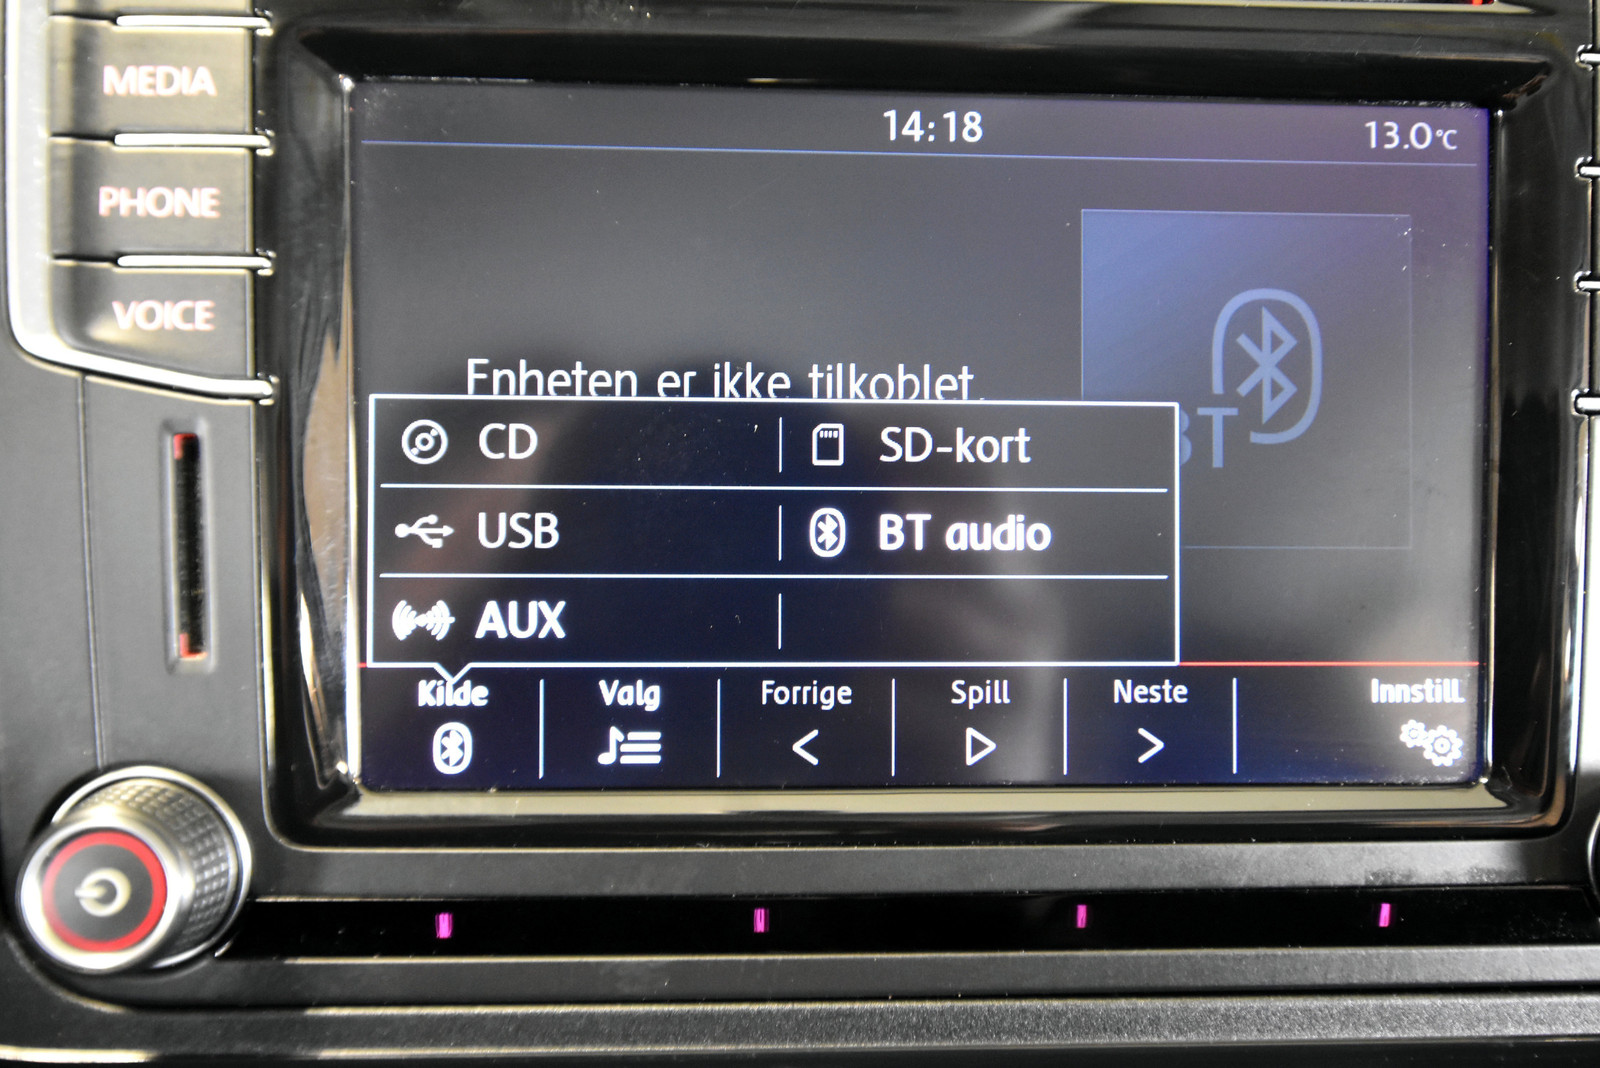 MEDIA
PHONE
VOICE
14:18
13.0°C
Enheten er ikke tilkoblet.
BT
CD
SD-kort
USB
BT audio
AUX
Kilde
Valg
Forrige
Spill
Neste
Innstill.